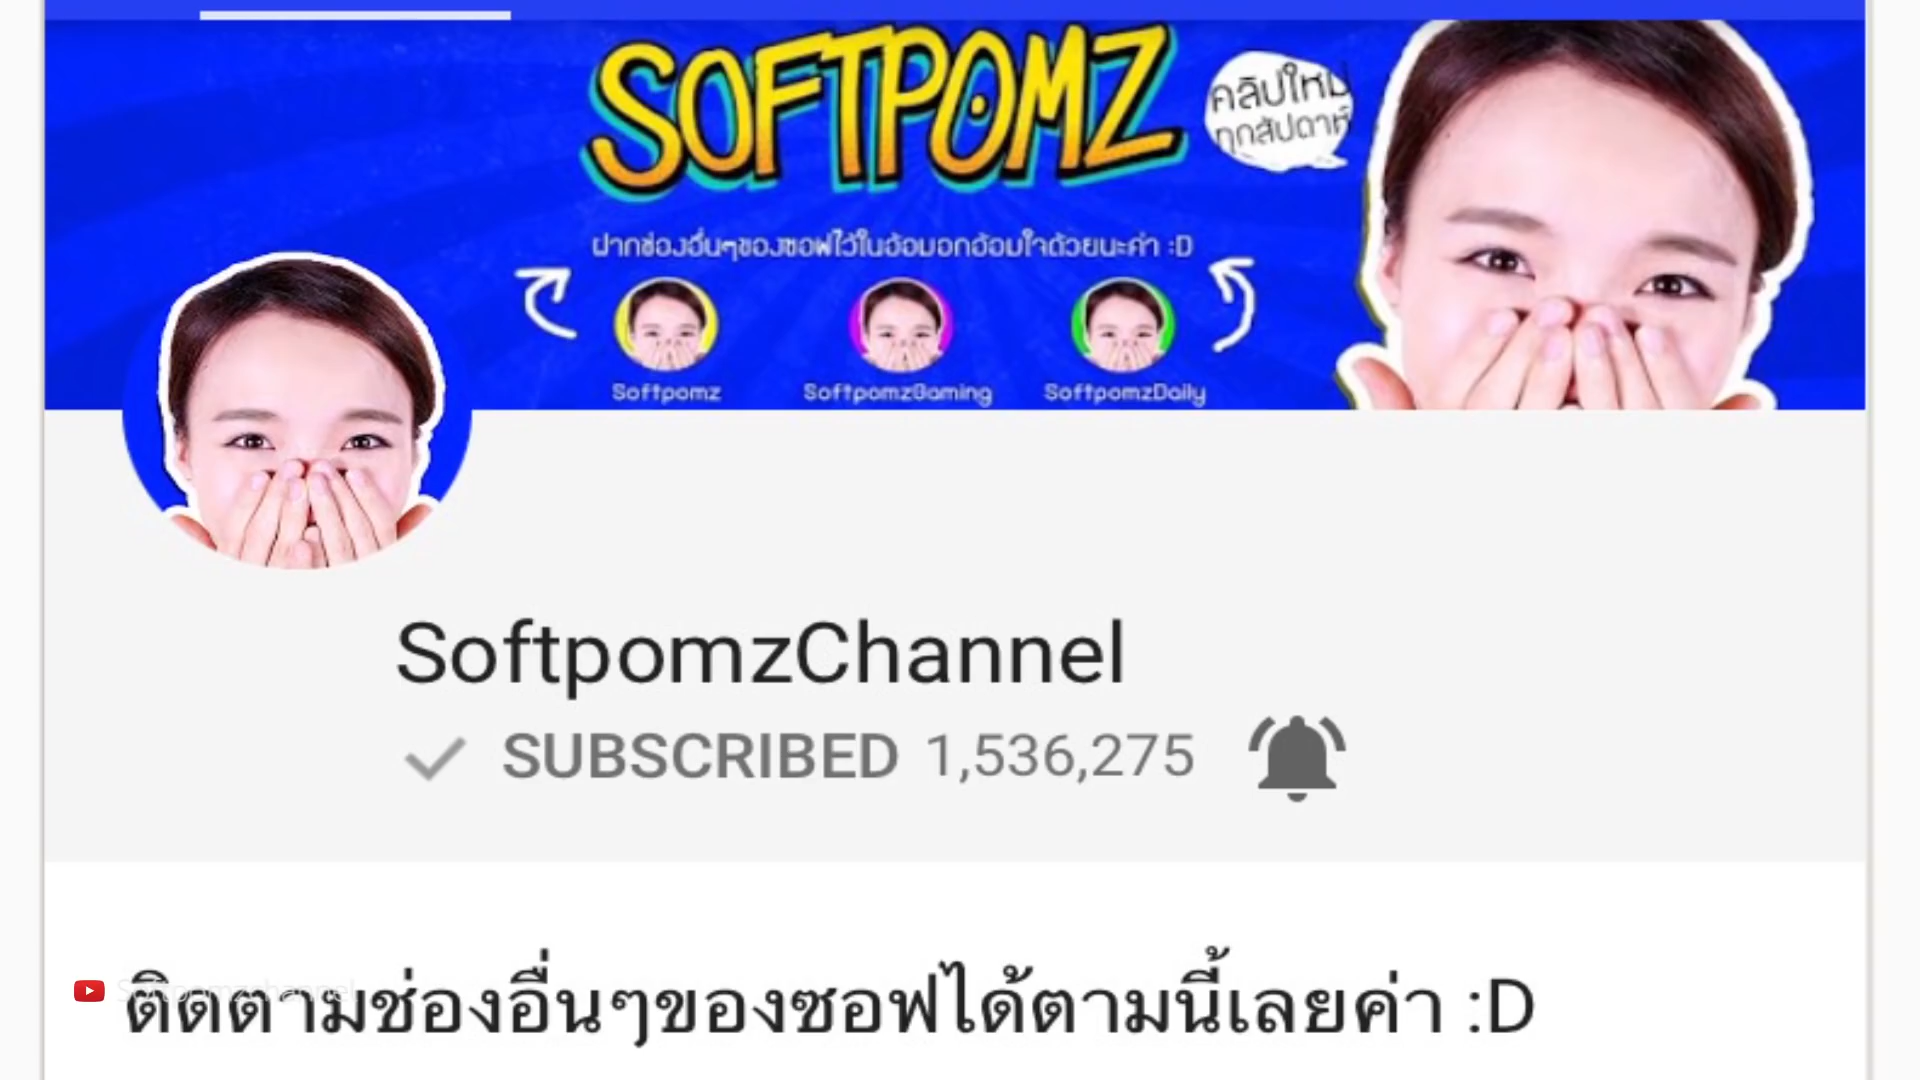 SOFTPOMZ
คลิปใหม่
ทุกสัปดาห์
ฝากช่องอื่นๆของซอฟไว้ในอ้อมอกอ้อมใจด้วยนะค่า :D
Softpomz
SoftpomzGaming
SoftpomzDaily
SoftpomzChannel
SUBSCRIBED 1,536,275
Softpomzchannel
ติดตามช่องอื่นๆของซอฟได้ตามนี้เลยค่า :D